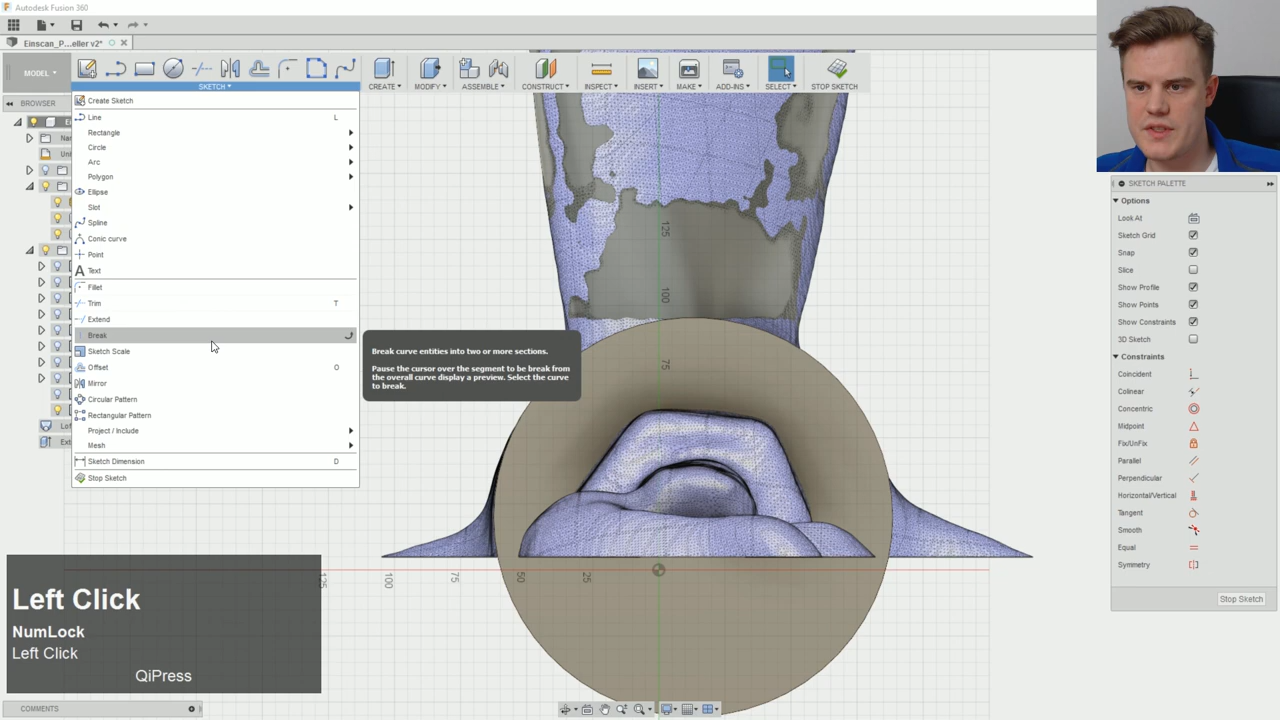 Autodesk Fusion 360
Einscan_P...eller v2*
MODEL
SKETCH
CREATE
MODIFY
ASSEMBLE
CONSTRUCT
INSPECT
INSERT
MAKE
ADD-INS
SELECT
STOP SKETCH
BROWSER
Create Sketch
Line L
Rectangle
Circle
Arc
Polygon
Ellipse
Slot
Spline
Conic curve
Point
Text
Fillet
Trim T
Extend
Break
Sketch Scale
Offset O
Mirror
Circular Pattern
Rectangular Pattern
Project / Include
Mesh
Sketch Dimension D
Stop Sketch
Break curve entities into two or more sections.
Pause the cursor over the segment to be break from
the overall curve display a preview. Select the curve
to break.
125
100
75
125
100
75
50
25
SKETCH PALETTE
Options
Look At
Sketch Grid
Snap
Slice
Show Profile
Show Points
Show Constraints
3D Sketch
Constraints
Coincident
Colinear
Concentric
Midpoint
Fix/UnFix
Parallel
Perpendicular
Horizontal/Vertical
Tangent
Smooth
Equal
Symmetry
Stop Sketch
Left Click
NumLock
Left Click
QiPress
COMMENTS